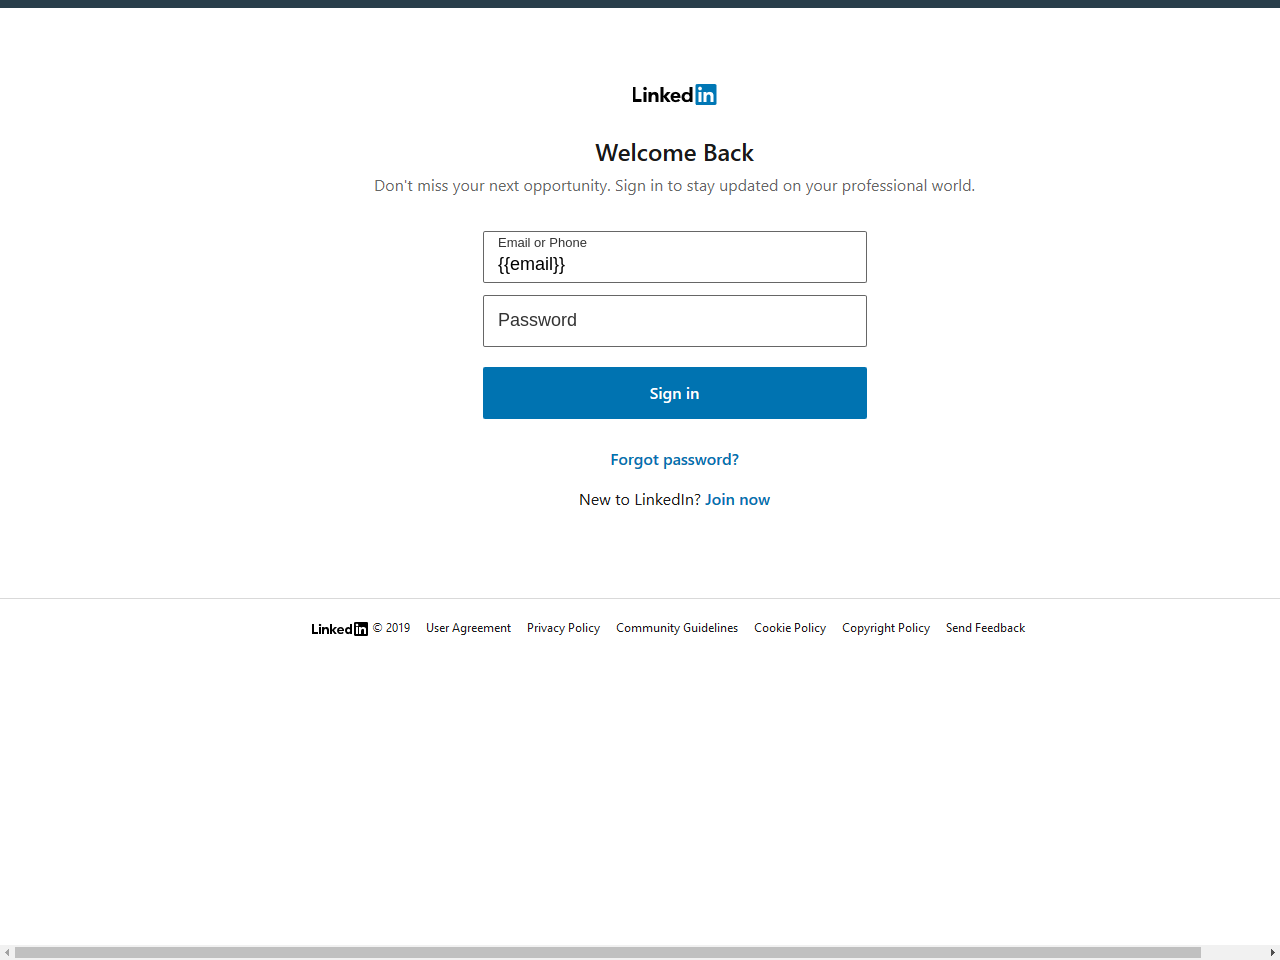 LinkedIn
Welcome Back
Don't miss your next opportunity. Sign in to stay updated on your professional world.
Email or Phone
{{email}}
Password
Sign in
Forgot password?
New to LinkedIn? Join now
LinkedIn © 2019 User Agreement Privacy Policy Community Guidelines Cookie Policy Copyright Policy Send Feedback